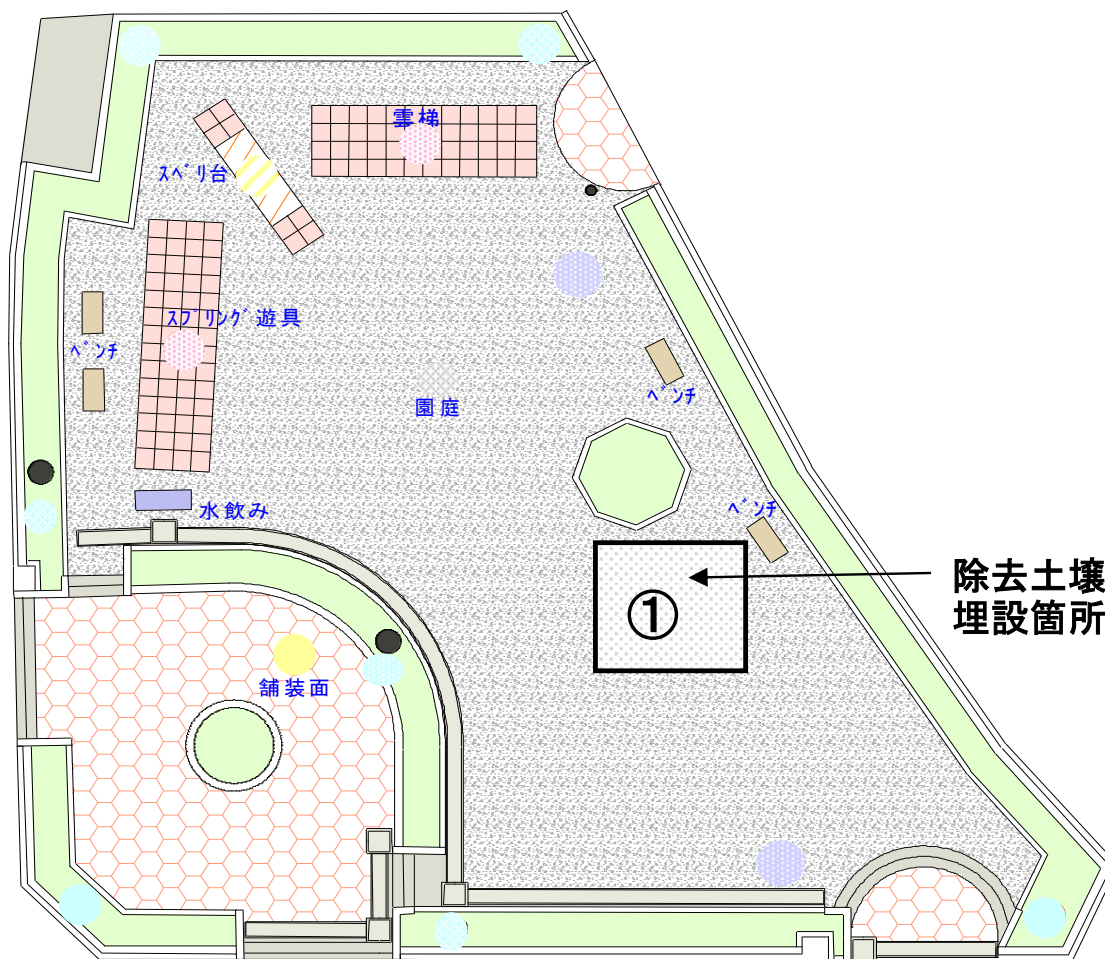 雲梯
ｽﾍﾞﾘ台
ｽﾌﾟﾘﾝｸﾞ遊具
ﾍﾞﾝﾁ
ﾍﾞﾝﾁ
園庭
水飲み
ﾍﾞﾝﾁ
除去土壌
埋設箇所
①
舗装面